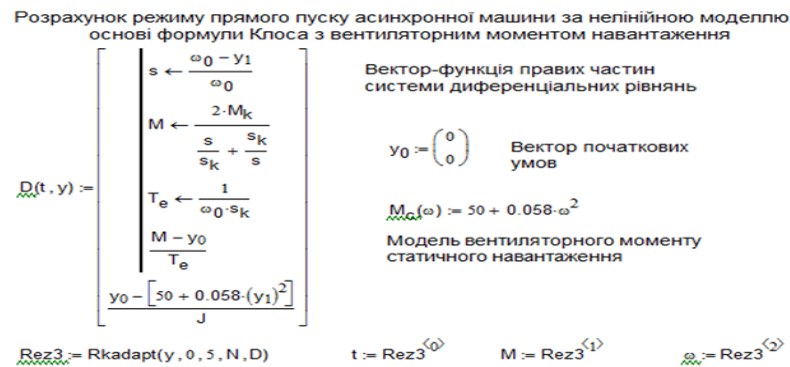 Розрахунок режиму прямого пуску асинхронної машини за нелінійною моделлю
основі формули Клоса з вентиляторним моментом навантаження
s ← (ω0 − y1) / ω0
Вектор-функція правих частин
системи диференціальних рівнянь
M ← 2·Mk / (s/sk + sk/s)
y0 := (0 0)
Вектор початкових
умов
D(t , y) :=
Te ← 1 / (ω0·sk)
Mc(ω) := 50 + 0.058·ω²
(M − y0) / Te
Модель вентиляторного моменту
статичного навантаження
(y0 − [50 + 0.058·(y1)²]) / J
Rez3 := Rkadapt(y , 0 , 5 , N , D) t := Rez3^⟨0⟩ M := Rez3^⟨1⟩ ω := Rez3^⟨2⟩